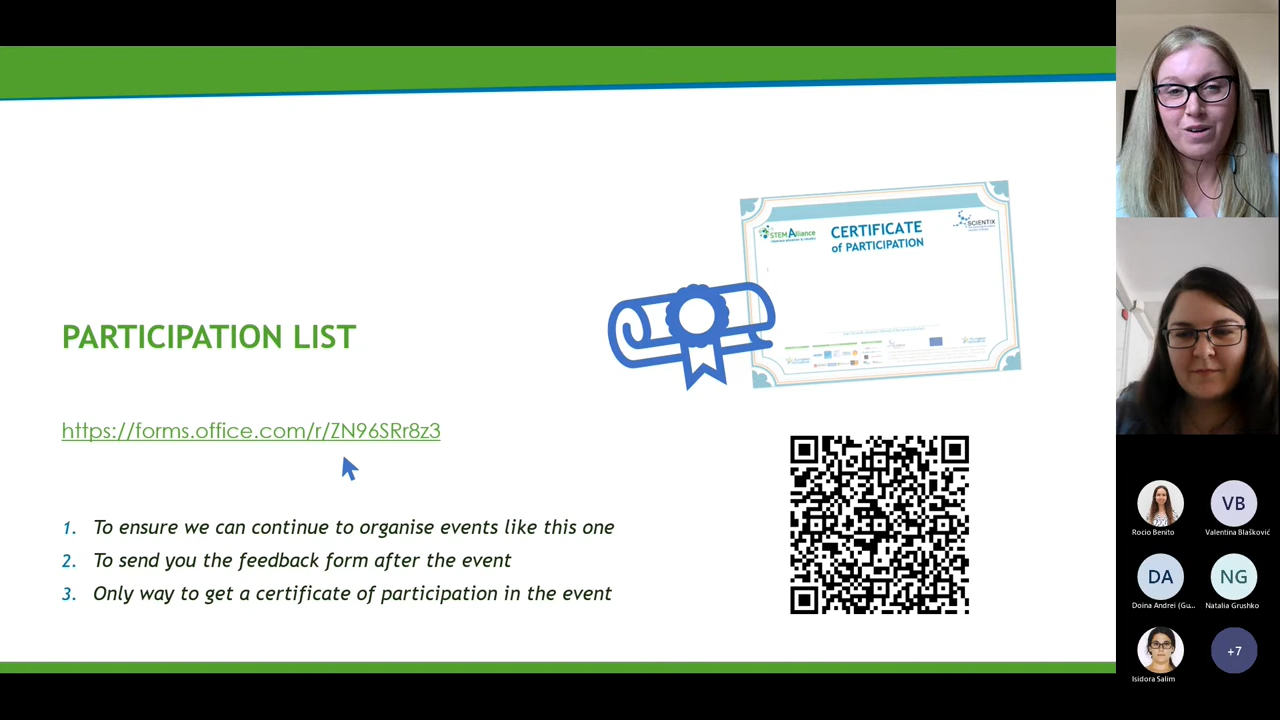 STEM Alliance
SCIENTIX
CERTIFICATE
of PARTICIPATION
PARTICIPATION LIST
https://forms.office.com/r/ZN96SRr8z3
1. To ensure we can continue to organise events like this one
2. To send you the feedback form after the event
3. Only way to get a certificate of participation in the event
VB
Rocio Benito
Valentina Blašković
DA
NG
Doina Andrei (Gu...
Natalia Grushko
+7
Isidora Salim